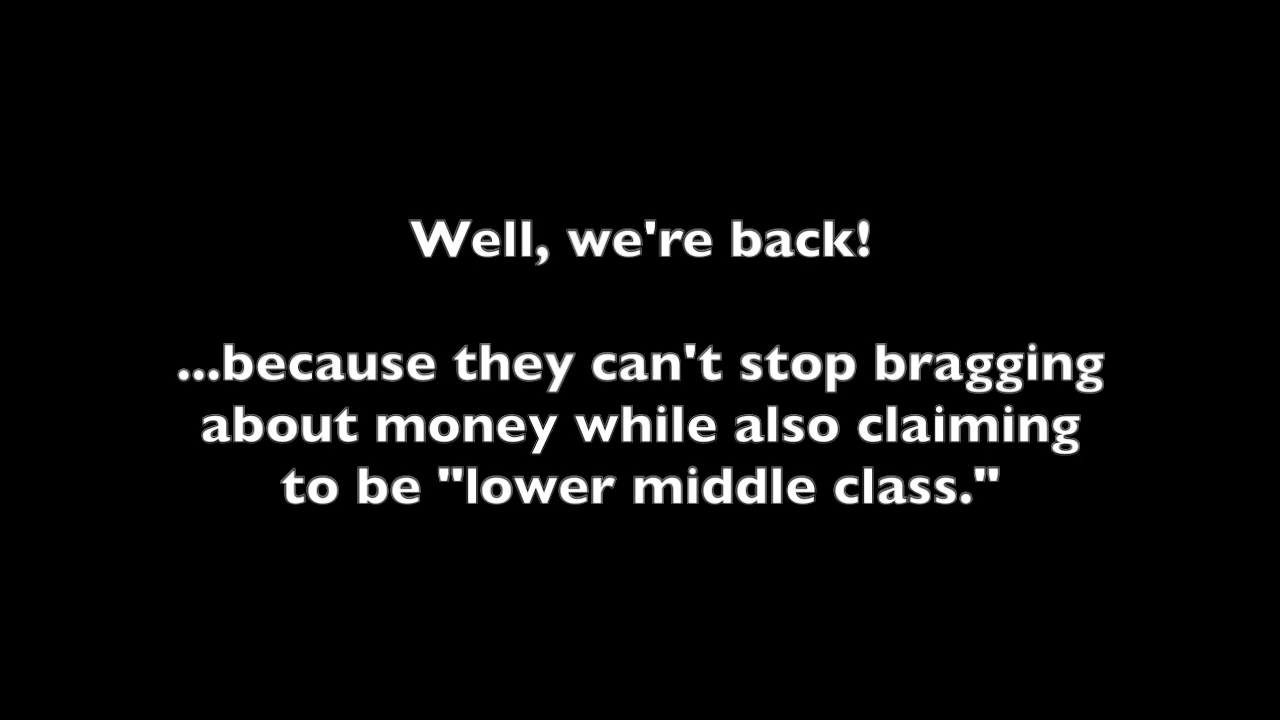 Well, we're back!
...because they can't stop bragging
about money while also claiming
to be "lower middle class."